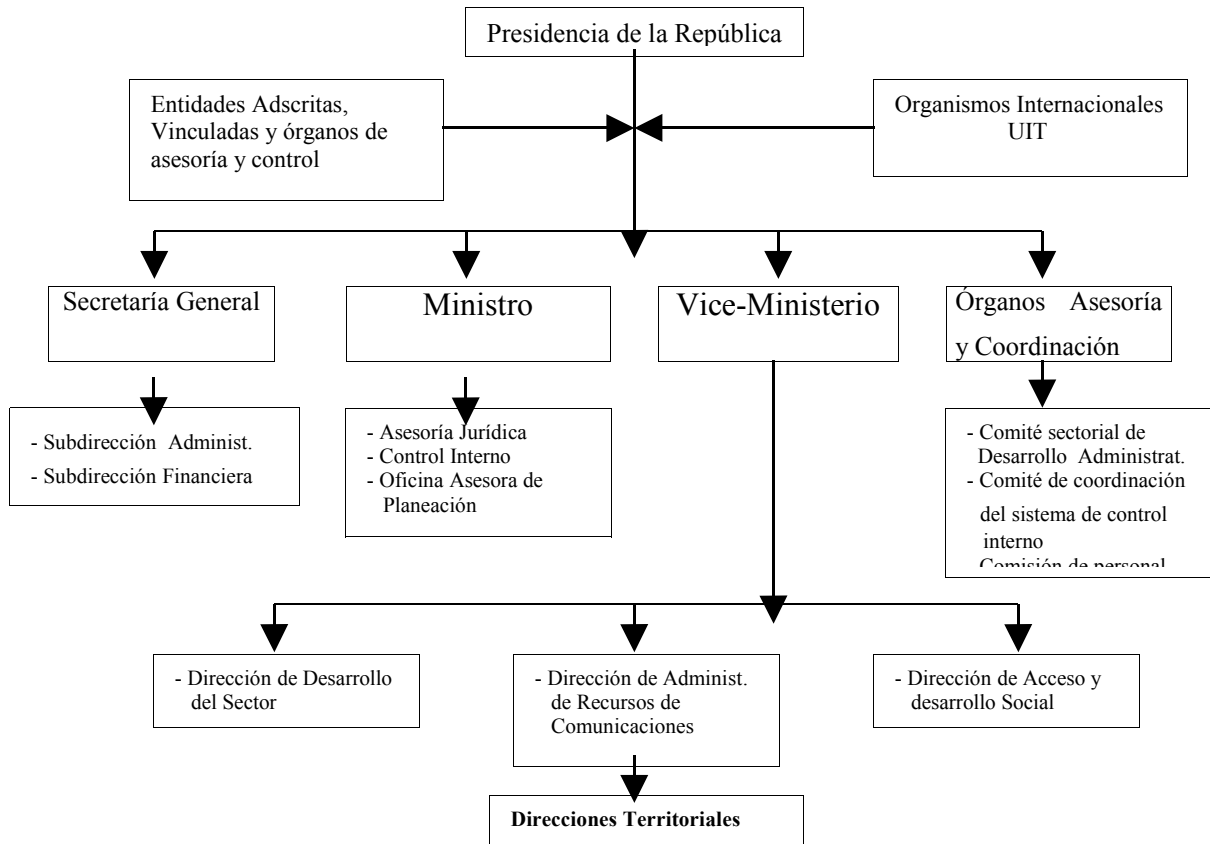 Presidencia de la República
Entidades Adscritas,
Vinculadas y órganos de
asesoría y control
Organismos Internacionales
UIT
Secretaría General
Ministro
Vice-Ministerio
Órganos Asesoría
y Coordinación
- Subdirección Administ.
- Subdirección Financiera
- Asesoría Jurídica
- Control Interno
- Oficina Asesora de
Planeación
- Comité sectorial de
Desarrollo Administrat.
- Comité de coordinación
del sistema de control
interno
- Comisión de personal
- Dirección de Desarrollo
del Sector
- Dirección de Administ.
de Recursos de
Comunicaciones
- Dirección de Acceso y
desarrollo Social
Direcciones Territoriales